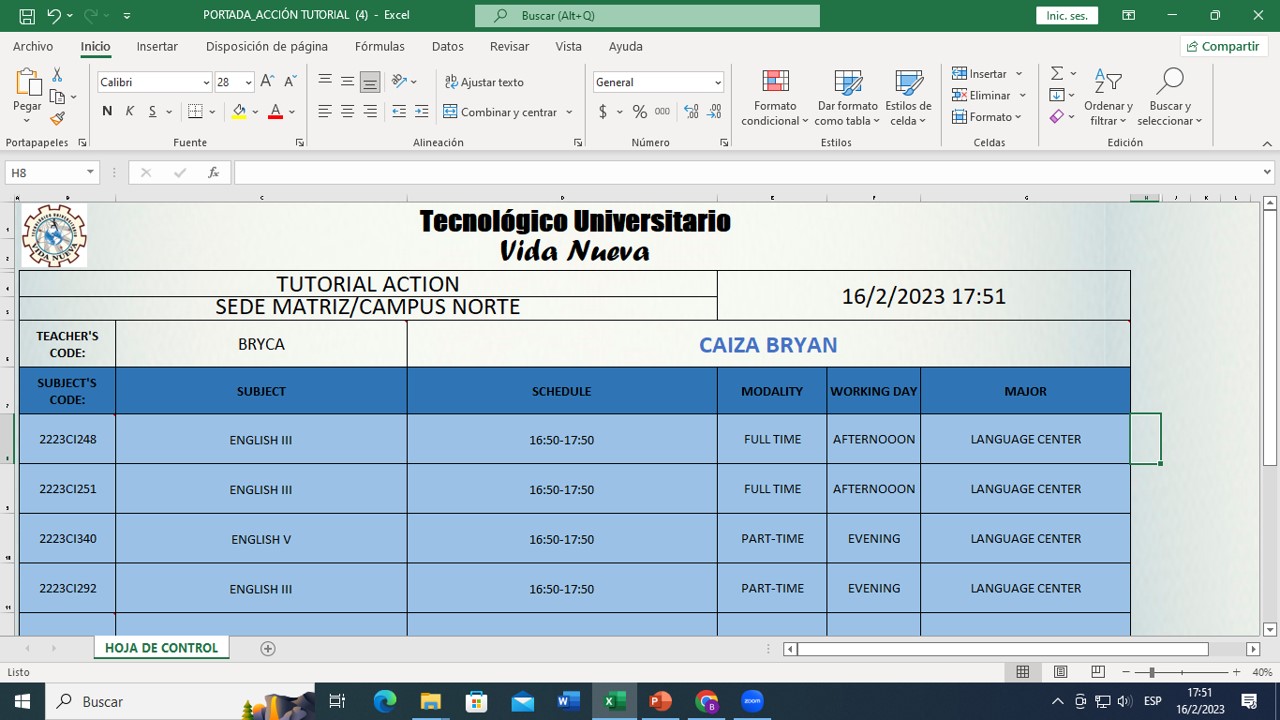 PORTADA_ACCIÓN TUTORIAL (4) - Excel
Buscar (Alt+Q)
Inic. ses.
Archivo Inicio Insertar Disposición de página Fórmulas Datos Revisar Vista Ayuda
Compartir
Pegar
Calibri 28
N K S
Ajustar texto
Combinar y centrar
General
$ % 000
Formato condicional
Dar formato como tabla
Estilos de celda
Insertar
Eliminar
Formato
Ordenar y filtrar
Buscar y seleccionar
Portapapeles Fuente Alineación Número Estilos Celdas Edición
H8
Tecnológico Universitario
Vida Nueva
TUTORIAL ACTION
SEDE MATRIZ/CAMPUS NORTE
16/2/2023 17:51
TEACHER'S CODE: BRYCA CAIZA BRYAN
SUBJECT'S CODE: SUBJECT SCHEDULE MODALITY WORKING DAY MAJOR
2223CI248 ENGLISH III 16:50-17:50 FULL TIME AFTERNOOON LANGUAGE CENTER
2223CI251 ENGLISH III 16:50-17:50 FULL TIME AFTERNOOON LANGUAGE CENTER
2223CI340 ENGLISH V 16:50-17:50 PART-TIME EVENING LANGUAGE CENTER
2223CI292 ENGLISH III 16:50-17:50 PART-TIME EVENING LANGUAGE CENTER
HOJA DE CONTROL
Listo
40%
Buscar
ESP
17:51
16/2/2023